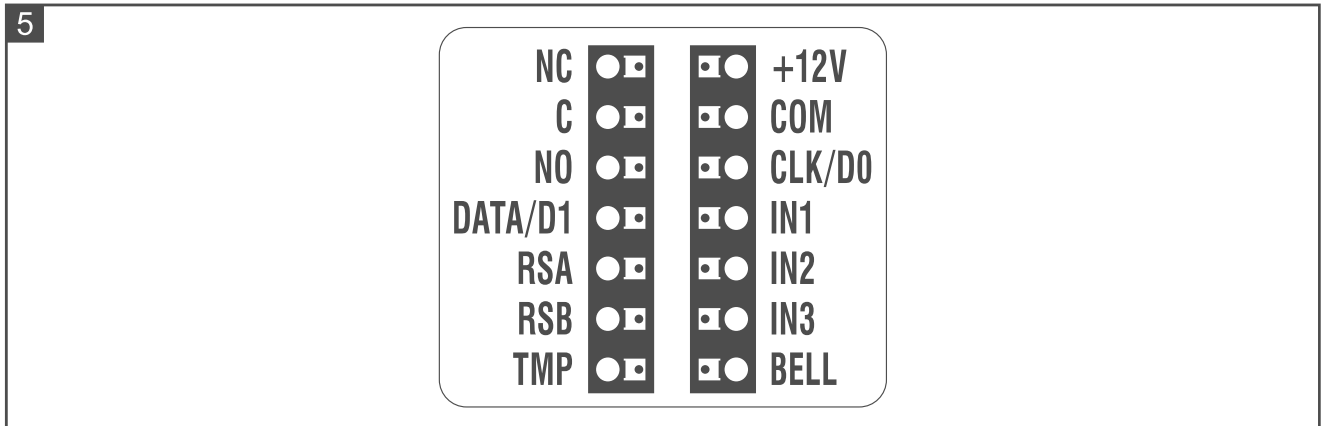 5
NC +12V
C COM
NO CLK/D0
DATA/D1 IN1
RSA IN2
RSB IN3
TMP BELL